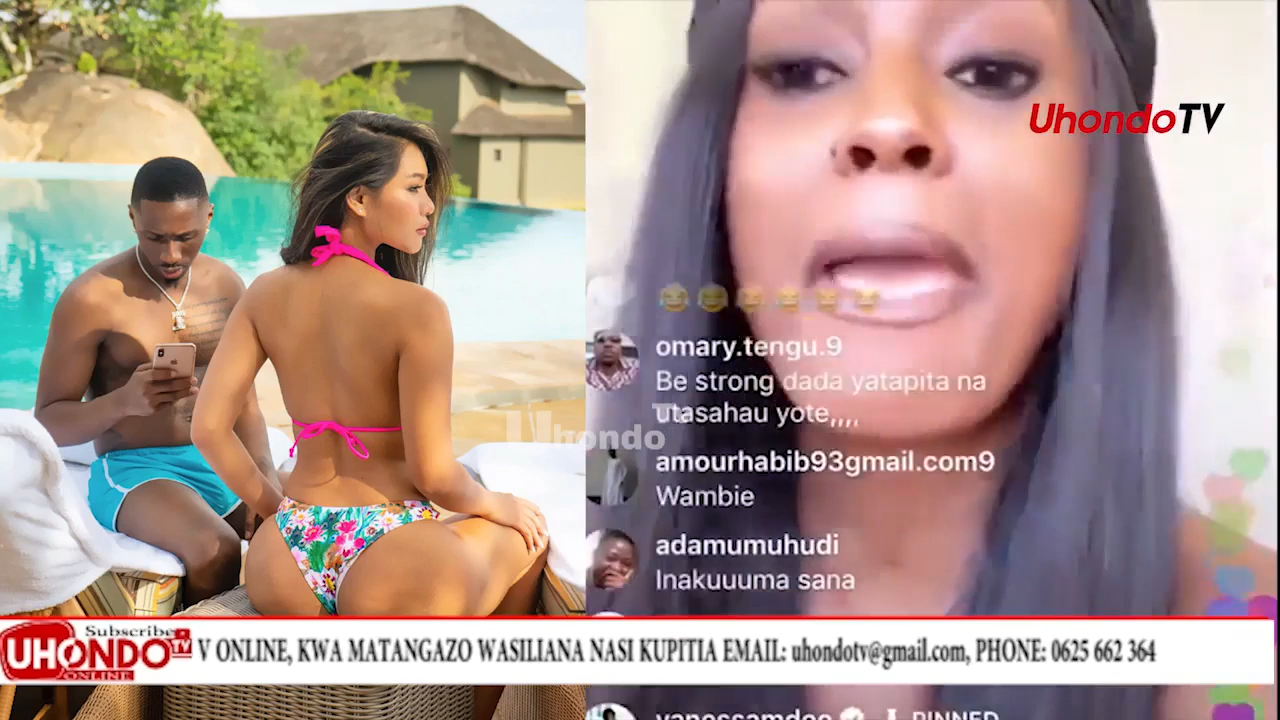 UhondoTV
Uhondo
omary.tengu.9
Be strong dada yatapita na
utasahau yote,,,,
amourhabib93gmail.com9
Wambie
adamumuhudi
Inakuuuma sana
Subscribe
UHONDO TV
ONLINE
V ONLINE, KWA MATANGAZO WASILIANA NASI KUPITIA EMAIL: uhondotv@gmail.com, PHONE: 0625 662 364
vanessamdee PINNED